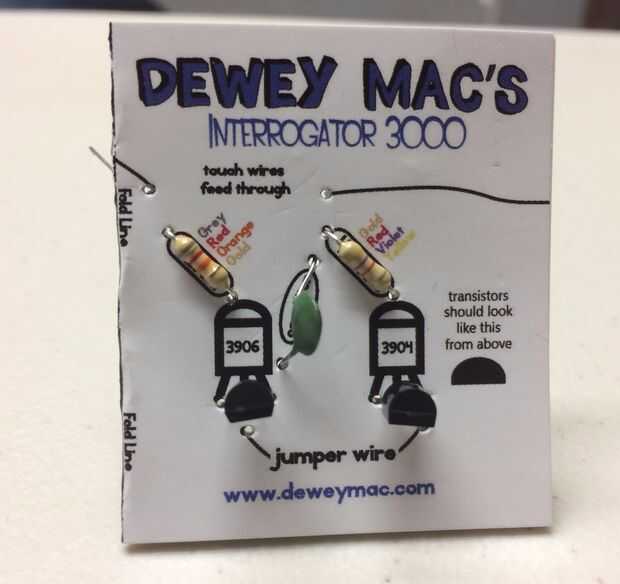 DEWEY MAC'S
INTERROGATOR 3000
touch wires
feed through
Fold Line
Grey
Red
Orange
Gold
Gold
Red
Violet
Yellow
3906
3904
transistors
should look
like this
from above
Fold Line
jumper wire
www.deweymac.com